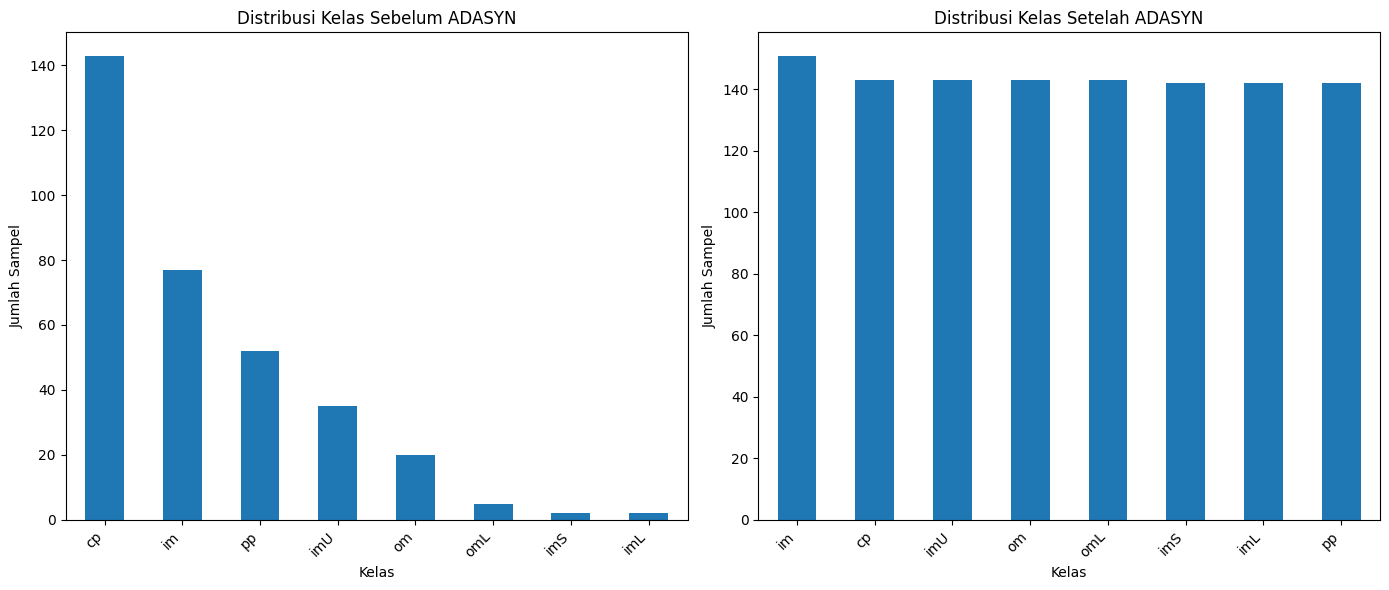 Distribusi Kelas Sebelum ADASYN
Jumlah Sampel
140
120
100
80
60
40
20
0
cp
im
pp
imU
om
omL
imS
imL
Kelas
Distribusi Kelas Setelah ADASYN
Jumlah Sampel
140
120
100
80
60
40
20
0
im
cp
imU
om
omL
imS
imL
pp
Kelas